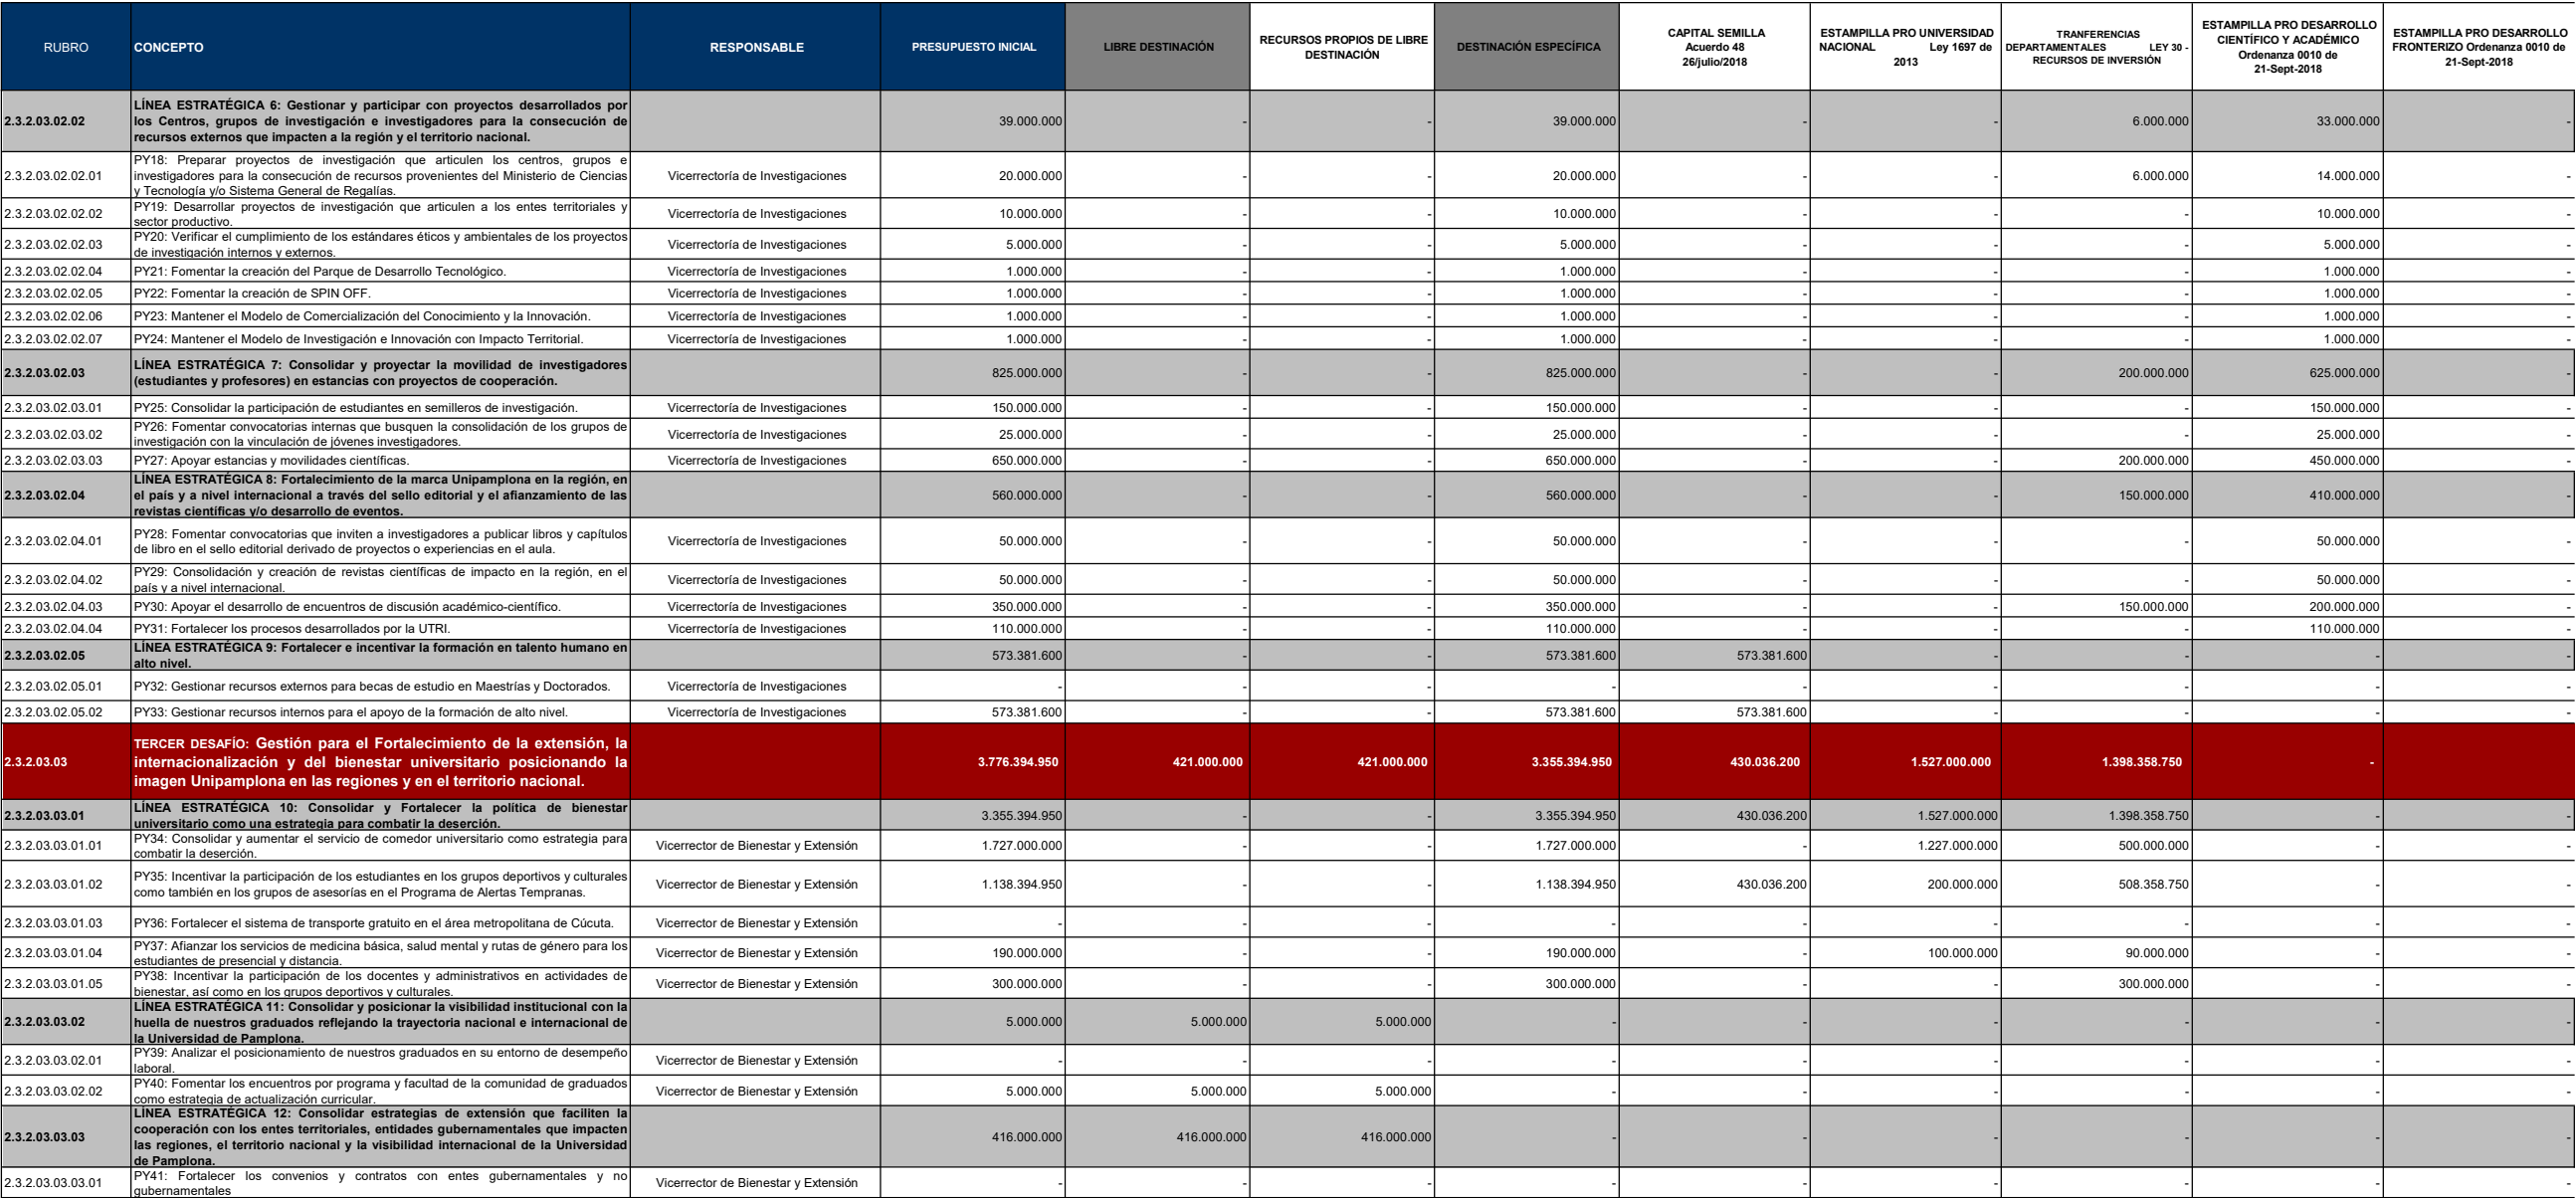 RUBRO CONCEPTO RESPONSABLE PRESUPUESTO INICIAL LIBRE DESTINACIÓN RECURSOS PROPIOS DE LIBRE DESTINACIÓN DESTINACIÓN ESPECÍFICA CAPITAL SEMILLA Acuerdo 48 26/julio/2018 ESTAMPILLA PRO UNIVERSIDAD NACIONAL Ley 1697 de 2013 TRANFERENCIAS DEPARTAMENTALES LEY 30 - RECURSOS DE INVERSIÓN ESTAMPILLA PRO DESARROLLO CIENTÍFICO Y ACADÉMICO Ordenanza 0010 de 21-Sept-2018 ESTAMPILLA PRO DESARROLLO FRONTERIZO Ordenanza 0010 de 21-Sept-2018
2.3.2.03.02.02 LÍNEA ESTRATÉGICA 6: Gestionar y participar con proyectos desarrollados por los Centros, grupos de investigación e investigadores para la consecución de recursos externos que impacten a la región y el territorio nacional. 39.000.000 - - 39.000.000 - - 6.000.000 33.000.000 -
2.3.2.03.02.02.01 PY18: Preparar proyectos de investigación que articulen los centros, grupos e investigadores para la consecución de recursos provenientes del Ministerio de Ciencias y Tecnología y/o Sistema General de Regalías. Vicerrectoría de Investigaciones 20.000.000 - - 20.000.000 - - 6.000.000 14.000.000 -
2.3.2.03.02.02.02 PY19: Desarrollar proyectos de investigación que articulen a los entes territoriales y sector productivo. Vicerrectoría de Investigaciones 10.000.000 - - 10.000.000 - - - 10.000.000 -
2.3.2.03.02.02.03 PY20: Verificar el cumplimiento de los estándares éticos y ambientales de los proyectos de investigación internos y externos. Vicerrectoría de Investigaciones 5.000.000 - - 5.000.000 - - - 5.000.000 -
2.3.2.03.02.02.04 PY21: Fomentar la creación del Parque de Desarrollo Tecnológico. Vicerrectoría de Investigaciones 1.000.000 - - 1.000.000 - - - 1.000.000 -
2.3.2.03.02.02.05 PY22: Fomentar la creación de SPIN OFF. Vicerrectoría de Investigaciones 1.000.000 - - 1.000.000 - - - 1.000.000 -
2.3.2.03.02.02.06 PY23: Mantener el Modelo de Comercialización del Conocimiento y la Innovación. Vicerrectoría de Investigaciones 1.000.000 - - 1.000.000 - - - 1.000.000 -
2.3.2.03.02.02.07 PY24: Mantener el Modelo de Investigación e Innovación con Impacto Territorial. Vicerrectoría de Investigaciones 1.000.000 - - 1.000.000 - - - 1.000.000 -
2.3.2.03.02.03 LÍNEA ESTRATÉGICA 7: Consolidar y proyectar la movilidad de investigadores (estudiantes y profesores) en estancias con proyectos de cooperación. 825.000.000 - - 825.000.000 - - 200.000.000 625.000.000 -
2.3.2.03.02.03.01 PY25: Consolidar la participación de estudiantes en semilleros de investigación. Vicerrectoría de Investigaciones 150.000.000 - - 150.000.000 - - - 150.000.000 -
2.3.2.03.02.03.02 PY26: Fomentar convocatorias internas que busquen la consolidación de los grupos de investigación con la vinculación de jóvenes investigadores. Vicerrectoría de Investigaciones 25.000.000 - - 25.000.000 - - - 25.000.000 -
2.3.2.03.02.03.03 PY27: Apoyar estancias y movilidades científicas. Vicerrectoría de Investigaciones 650.000.000 - - 650.000.000 - - 200.000.000 450.000.000 -
2.3.2.03.02.04 LÍNEA ESTRATÉGICA 8: Fortalecimiento de la marca Unipamplona en la región, en el país y a nivel internacional a través del sello editorial y el afianzamiento de las revistas científicas y/o desarrollo de eventos. 560.000.000 - - 560.000.000 - - 150.000.000 410.000.000 -
2.3.2.03.02.04.01 PY28: Fomentar convocatorias que inviten a investigadores a publicar libros y capítulos de libro en el sello editorial derivado de proyectos o experiencias en el aula. Vicerrectoría de Investigaciones 50.000.000 - - 50.000.000 - - - 50.000.000 -
2.3.2.03.02.04.02 PY29: Consolidación y creación de revistas científicas de impacto en la región, en el país y a nivel internacional. Vicerrectoría de Investigaciones 50.000.000 - - 50.000.000 - - - 50.000.000 -
2.3.2.03.02.04.03 PY30: Apoyar el desarrollo de encuentros de discusión académico-científico. Vicerrectoría de Investigaciones 350.000.000 - - 350.000.000 - - 150.000.000 200.000.000 -
2.3.2.03.02.04.04 PY31: Fortalecer los procesos desarrollados por la UTRI. Vicerrectoría de Investigaciones 110.000.000 - - 110.000.000 - - - 110.000.000 -
2.3.2.03.02.05 LÍNEA ESTRATÉGICA 9: Fortalecer e incentivar la formación en talento humano en alto nivel. 573.381.600 - - 573.381.600 573.381.600 - - - -
2.3.2.03.02.05.01 PY32: Gestionar recursos externos para becas de estudio en Maestrías y Doctorados. Vicerrectoría de Investigaciones - - - - - - - - -
2.3.2.03.02.05.02 PY33: Gestionar recursos internos para el apoyo de la formación de alto nivel. Vicerrectoría de Investigaciones 573.381.600 - - 573.381.600 573.381.600 - - - -
2.3.2.03.03 TERCER DESAFÍO: Gestión para el Fortalecimiento de la extensión, la internacionalización y del bienestar universitario posicionando la imagen Unipamplona en las regiones y en el territorio nacional. 3.776.394.950 421.000.000 421.000.000 3.355.394.950 430.036.200 1.527.000.000 1.398.358.750 -
2.3.2.03.03.01 LÍNEA ESTRATÉGICA 10: Consolidar y Fortalecer la política de bienestar universitario como una estrategia para combatir la deserción. 3.355.394.950 - - 3.355.394.950 430.036.200 1.527.000.000 1.398.358.750 - -
2.3.2.03.03.01.01 PY34: Consolidar y aumentar el servicio de comedor universitario como estrategia para combatir la deserción. Vicerrector de Bienestar y Extensión 1.727.000.000 - - 1.727.000.000 - 1.227.000.000 500.000.000 - -
2.3.2.03.03.01.02 PY35: Incentivar la participación de los estudiantes en los grupos deportivos y culturales como también en los grupos de asesorías en el Programa de Alertas Tempranas. Vicerrector de Bienestar y Extensión 1.138.394.950 - - 1.138.394.950 430.036.200 200.000.000 508.358.750 - -
2.3.2.03.03.01.03 PY36: Fortalecer el sistema de transporte gratuito en el área metropolitana de Cúcuta. Vicerrector de Bienestar y Extensión - - - - - - - - -
2.3.2.03.03.01.04 PY37: Afianzar los servicios de medicina básica, salud mental y rutas de género para los estudiantes de presencial y distancia. Vicerrector de Bienestar y Extensión 190.000.000 - - 190.000.000 - 100.000.000 90.000.000 - -
2.3.2.03.03.01.05 PY38: Incentivar la participación de los docentes y administrativos en actividades de bienestar, así como en los grupos deportivos y culturales. Vicerrector de Bienestar y Extensión 300.000.000 - - 300.000.000 - - 300.000.000 - -
2.3.2.03.03.02 LÍNEA ESTRATÉGICA 11: Consolidar y posicionar la visibilidad institucional con la huella de nuestros graduados reflejando la trayectoria nacional e internacional de la Universidad de Pamplona. 5.000.000 5.000.000 5.000.000 - - - - - -
2.3.2.03.03.02.01 PY39: Analizar el posicionamiento de nuestros graduados en su entorno de desempeño laboral. Vicerrector de Bienestar y Extensión - - - - - - - - -
2.3.2.03.03.02.02 PY40: Fomentar los encuentros por programa y facultad de la comunidad de graduados como estrategia de actualización curricular. Vicerrector de Bienestar y Extensión 5.000.000 5.000.000 5.000.000 - - - - - -
2.3.2.03.03.03 LÍNEA ESTRATÉGICA 12: Consolidar estrategias de extensión que faciliten la cooperación con los entes territoriales, entidades gubernamentales que impacten las regiones, el territorio nacional y la visibilidad internacional de la Universidad de Pamplona. 416.000.000 416.000.000 416.000.000 - - - - - -
2.3.2.03.03.03.01 PY41: Fortalecer los convenios y contratos con entes gubernamentales y no gubernamentales Vicerrector de Bienestar y Extensión - - - - - - - - -